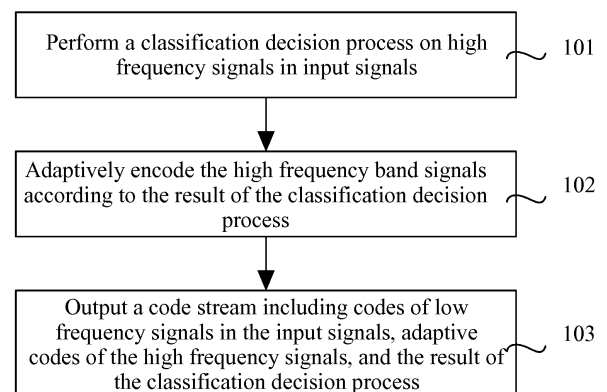 Perform a classification decision process on high
frequency signals in input signals
101
Adaptively encode the high frequency band signals
according to the result of the classification decision
process
102
Output a code stream including codes of low
frequency signals in the input signals, adaptive
codes of the high frequency signals, and the result of
the classification decision process
103